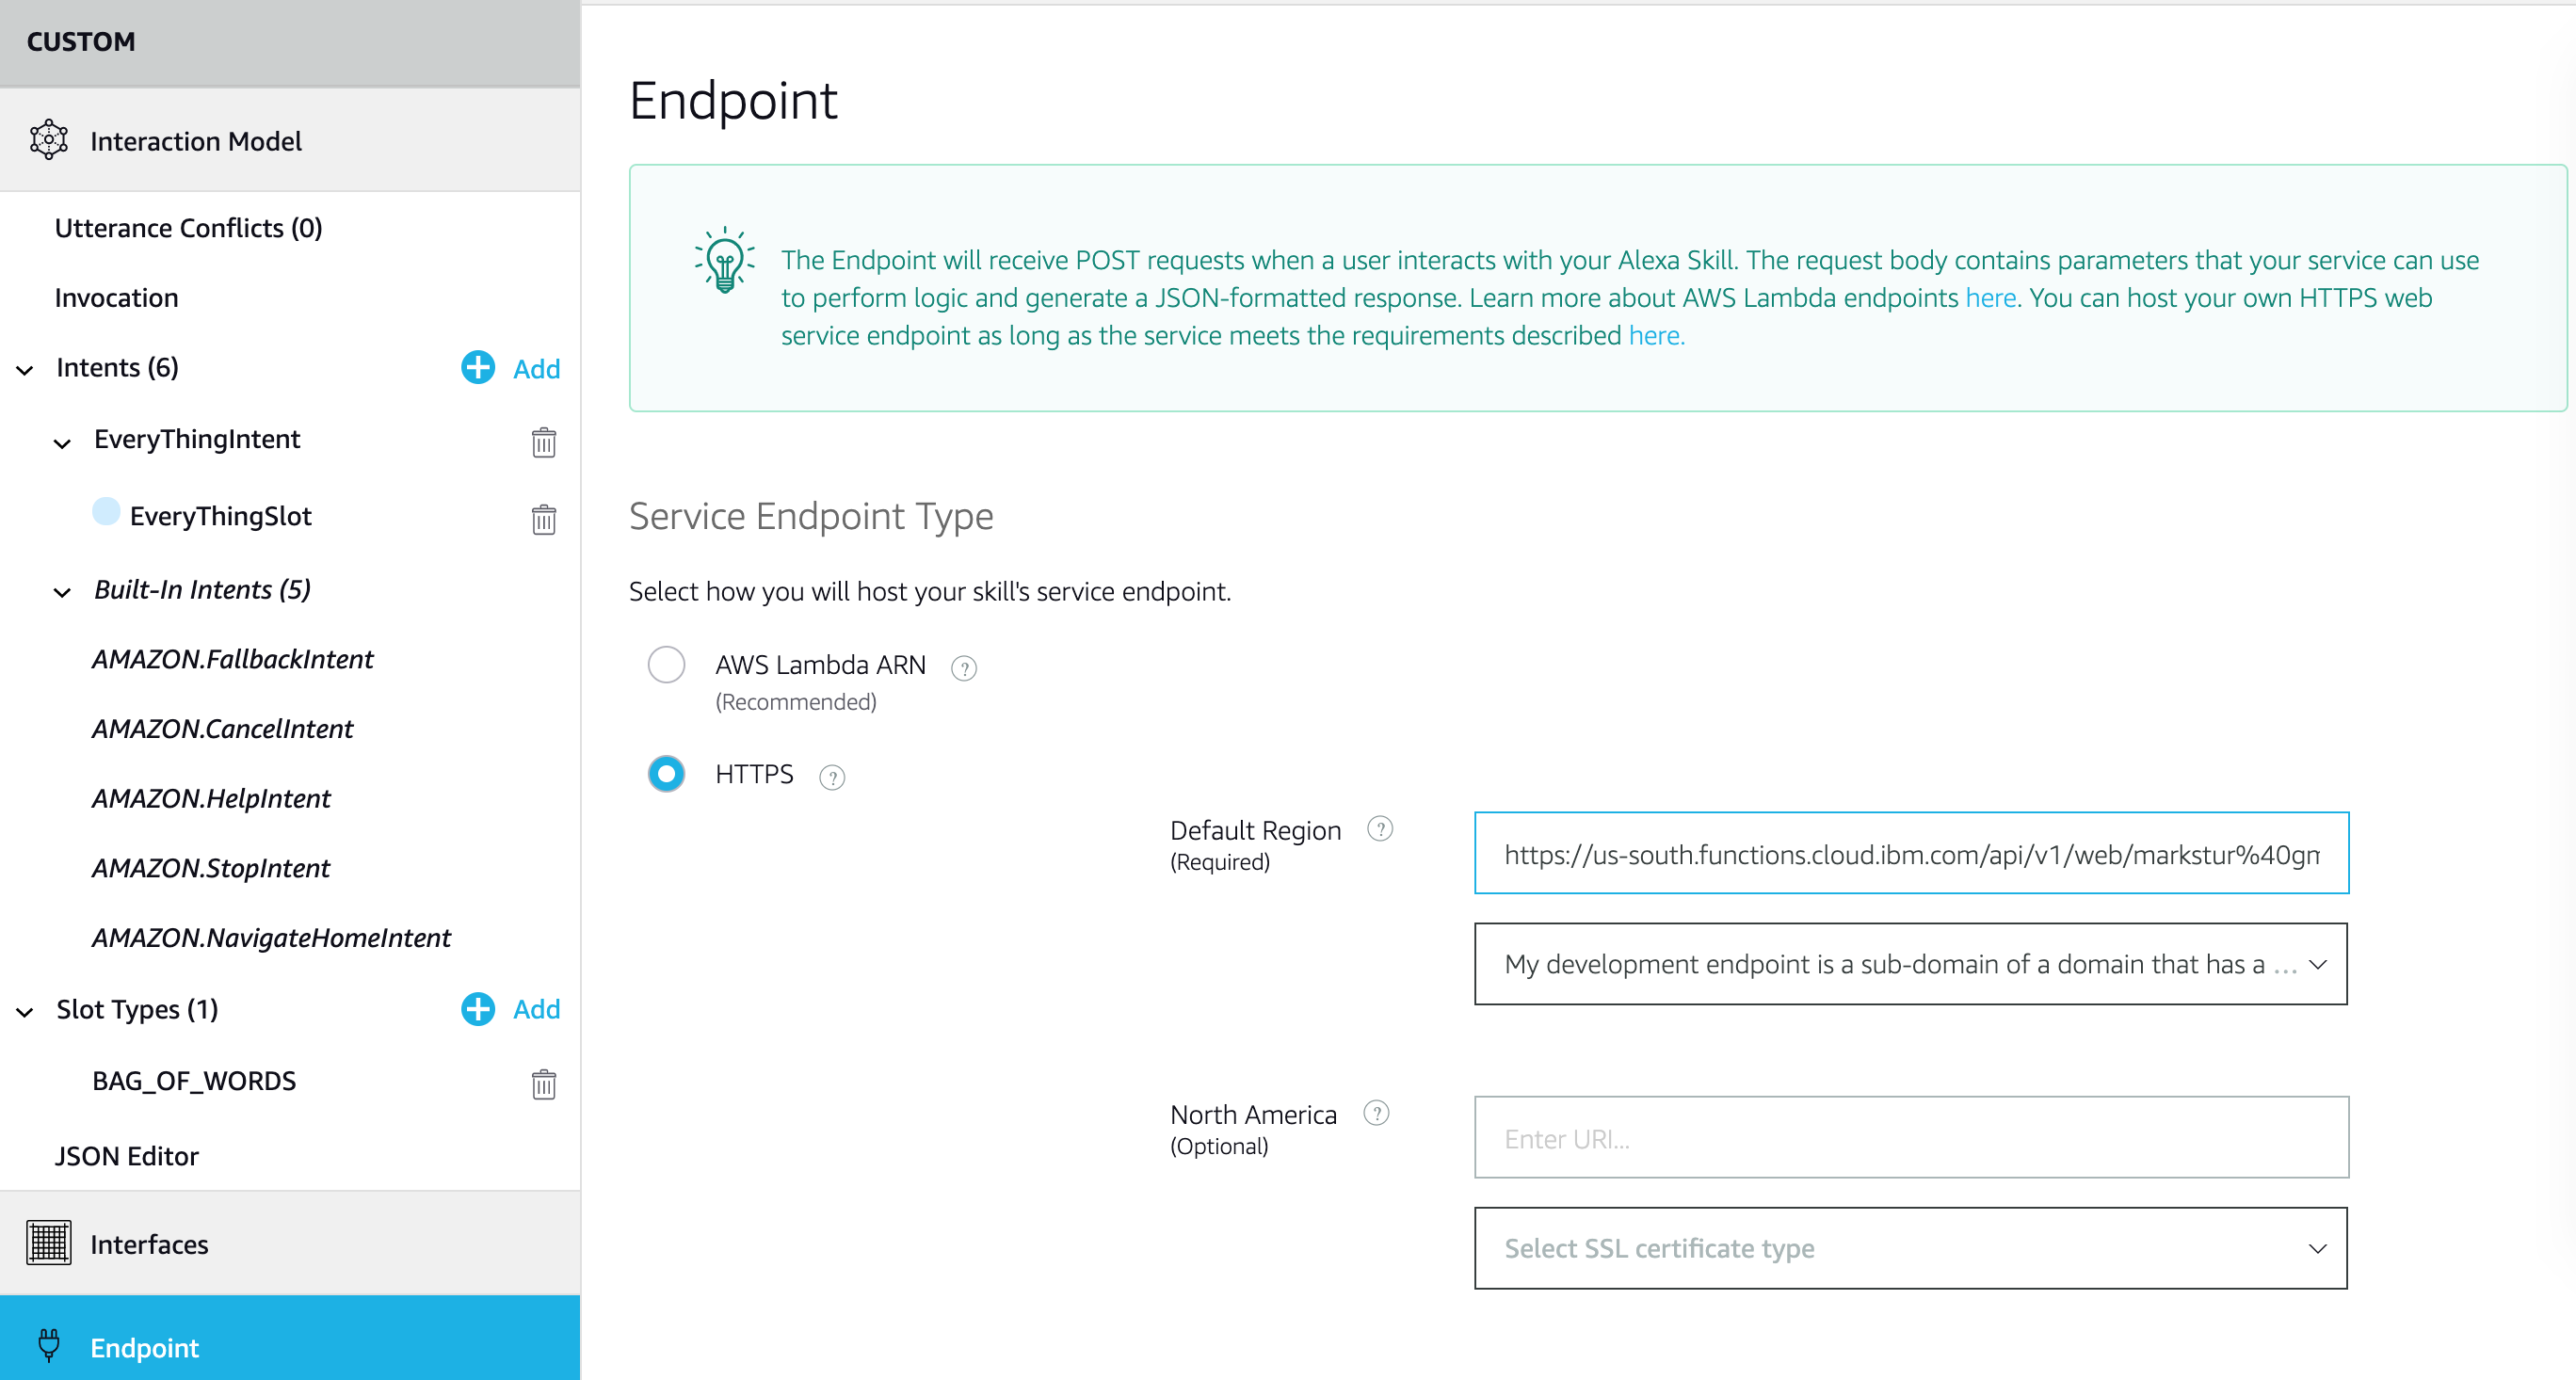 CUSTOM
Interaction Model
Utterance Conflicts (0)
Invocation
Intents (6)
Add
EveryThingIntent
EveryThingSlot
Built-In Intents (5)
AMAZON.FallbackIntent
AMAZON.CancelIntent
AMAZON.HelpIntent
AMAZON.StopIntent
AMAZON.NavigateHomeIntent
Slot Types (1)
Add
BAG_OF_WORDS
JSON Editor
Interfaces
Endpoint
Endpoint
The Endpoint will receive POST requests when a user interacts with your Alexa Skill. The request body contains parameters that your service can use
to perform logic and generate a JSON-formatted response. Learn more about AWS Lambda endpoints here. You can host your own HTTPS web
service endpoint as long as the service meets the requirements described here.
Service Endpoint Type
Select how you will host your skill's service endpoint.
AWS Lambda ARN ?
(Recommended)
HTTPS ?
Default Region ?
(Required)
https://us-south.functions.cloud.ibm.com/api/v1/web/markstur%40gm
My development endpoint is a sub-domain of a domain that has a ...
North America ?
(Optional)
Enter URI...
Select SSL certificate type